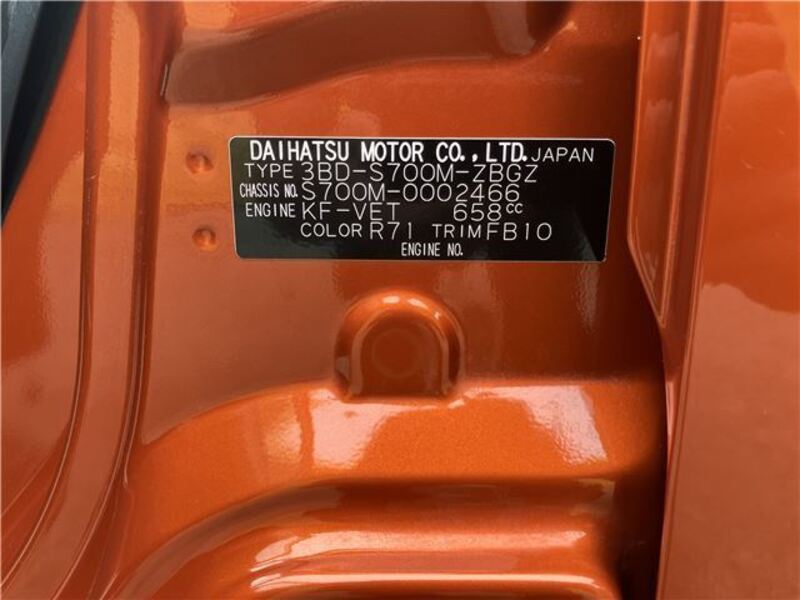 DAIHATSU MOTOR CO., LTD. JAPAN
TYPE 3BD-S700M-ZBGZ
CHASSIS NO. S700M-0002466
ENGINE KF-VET 658cc
COLOR R71 TRIM FB10
ENGINE NO.